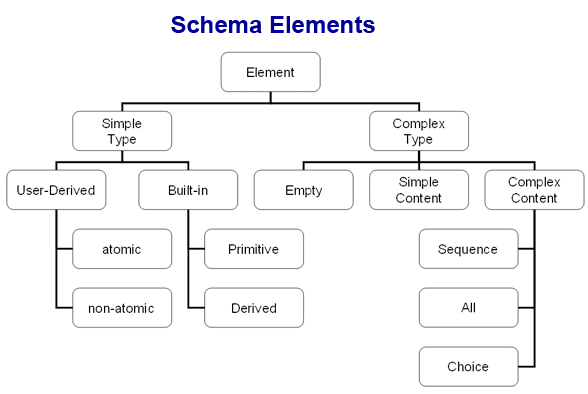 Schema Elements
Element
Simple
Type
Complex
Type
User-Derived
Built-in
Empty
Simple
Content
Complex
Content
atomic
Primitive
Sequence
non-atomic
Derived
All
Choice